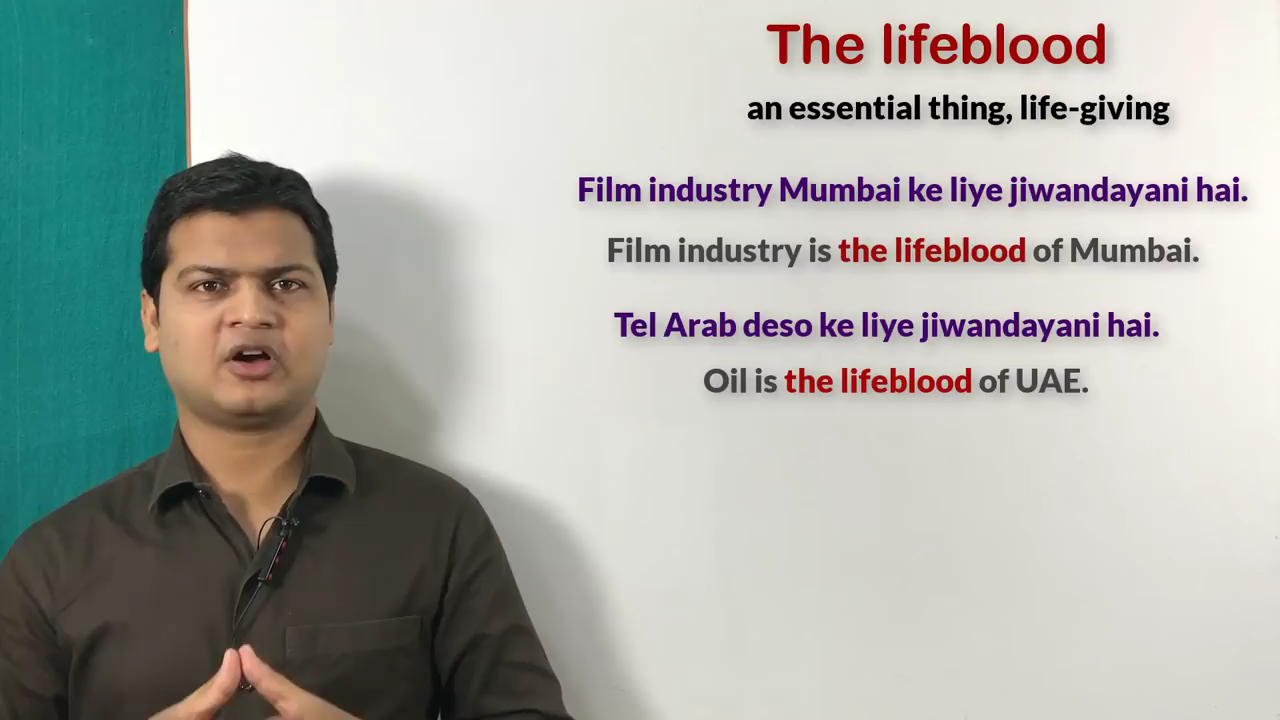 The lifeblood
an essential thing, life-giving
Film industry Mumbai ke liye jiwandayani hai.
Film industry is the lifeblood of Mumbai.
Tel Arab deso ke liye jiwandayani hai.
Oil is the lifeblood of UAE.